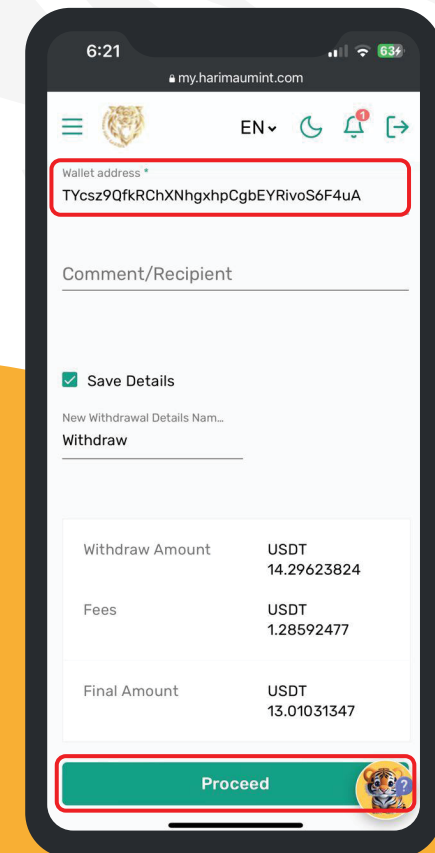 6:21
63
my.harimaumint.com
EN
1
Wallet address *
TYcsz9QfkRChXNhgxhpCgbEYRivoS6F4uA
Comment/Recipient
Save Details
New Withdrawal Details Nam...
Withdraw
Withdraw Amount USDT
14.29623824
Fees USDT
1.28592477
Final Amount USDT
13.01031347
Proceed
?